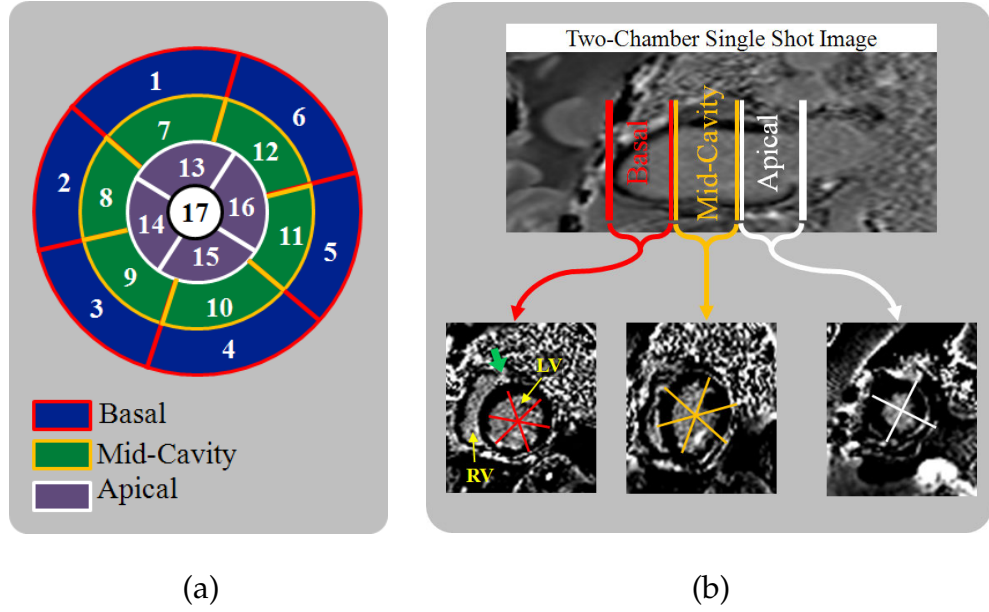 1
6
2
5
3
4
7
12
8
11
9
10
13
14
16
15
17
Basal
Mid-Cavity
Apical
(a)
Two-Chamber Single Shot Image
Basal
Mid-Cavity
Apical
LV
RV
(b)